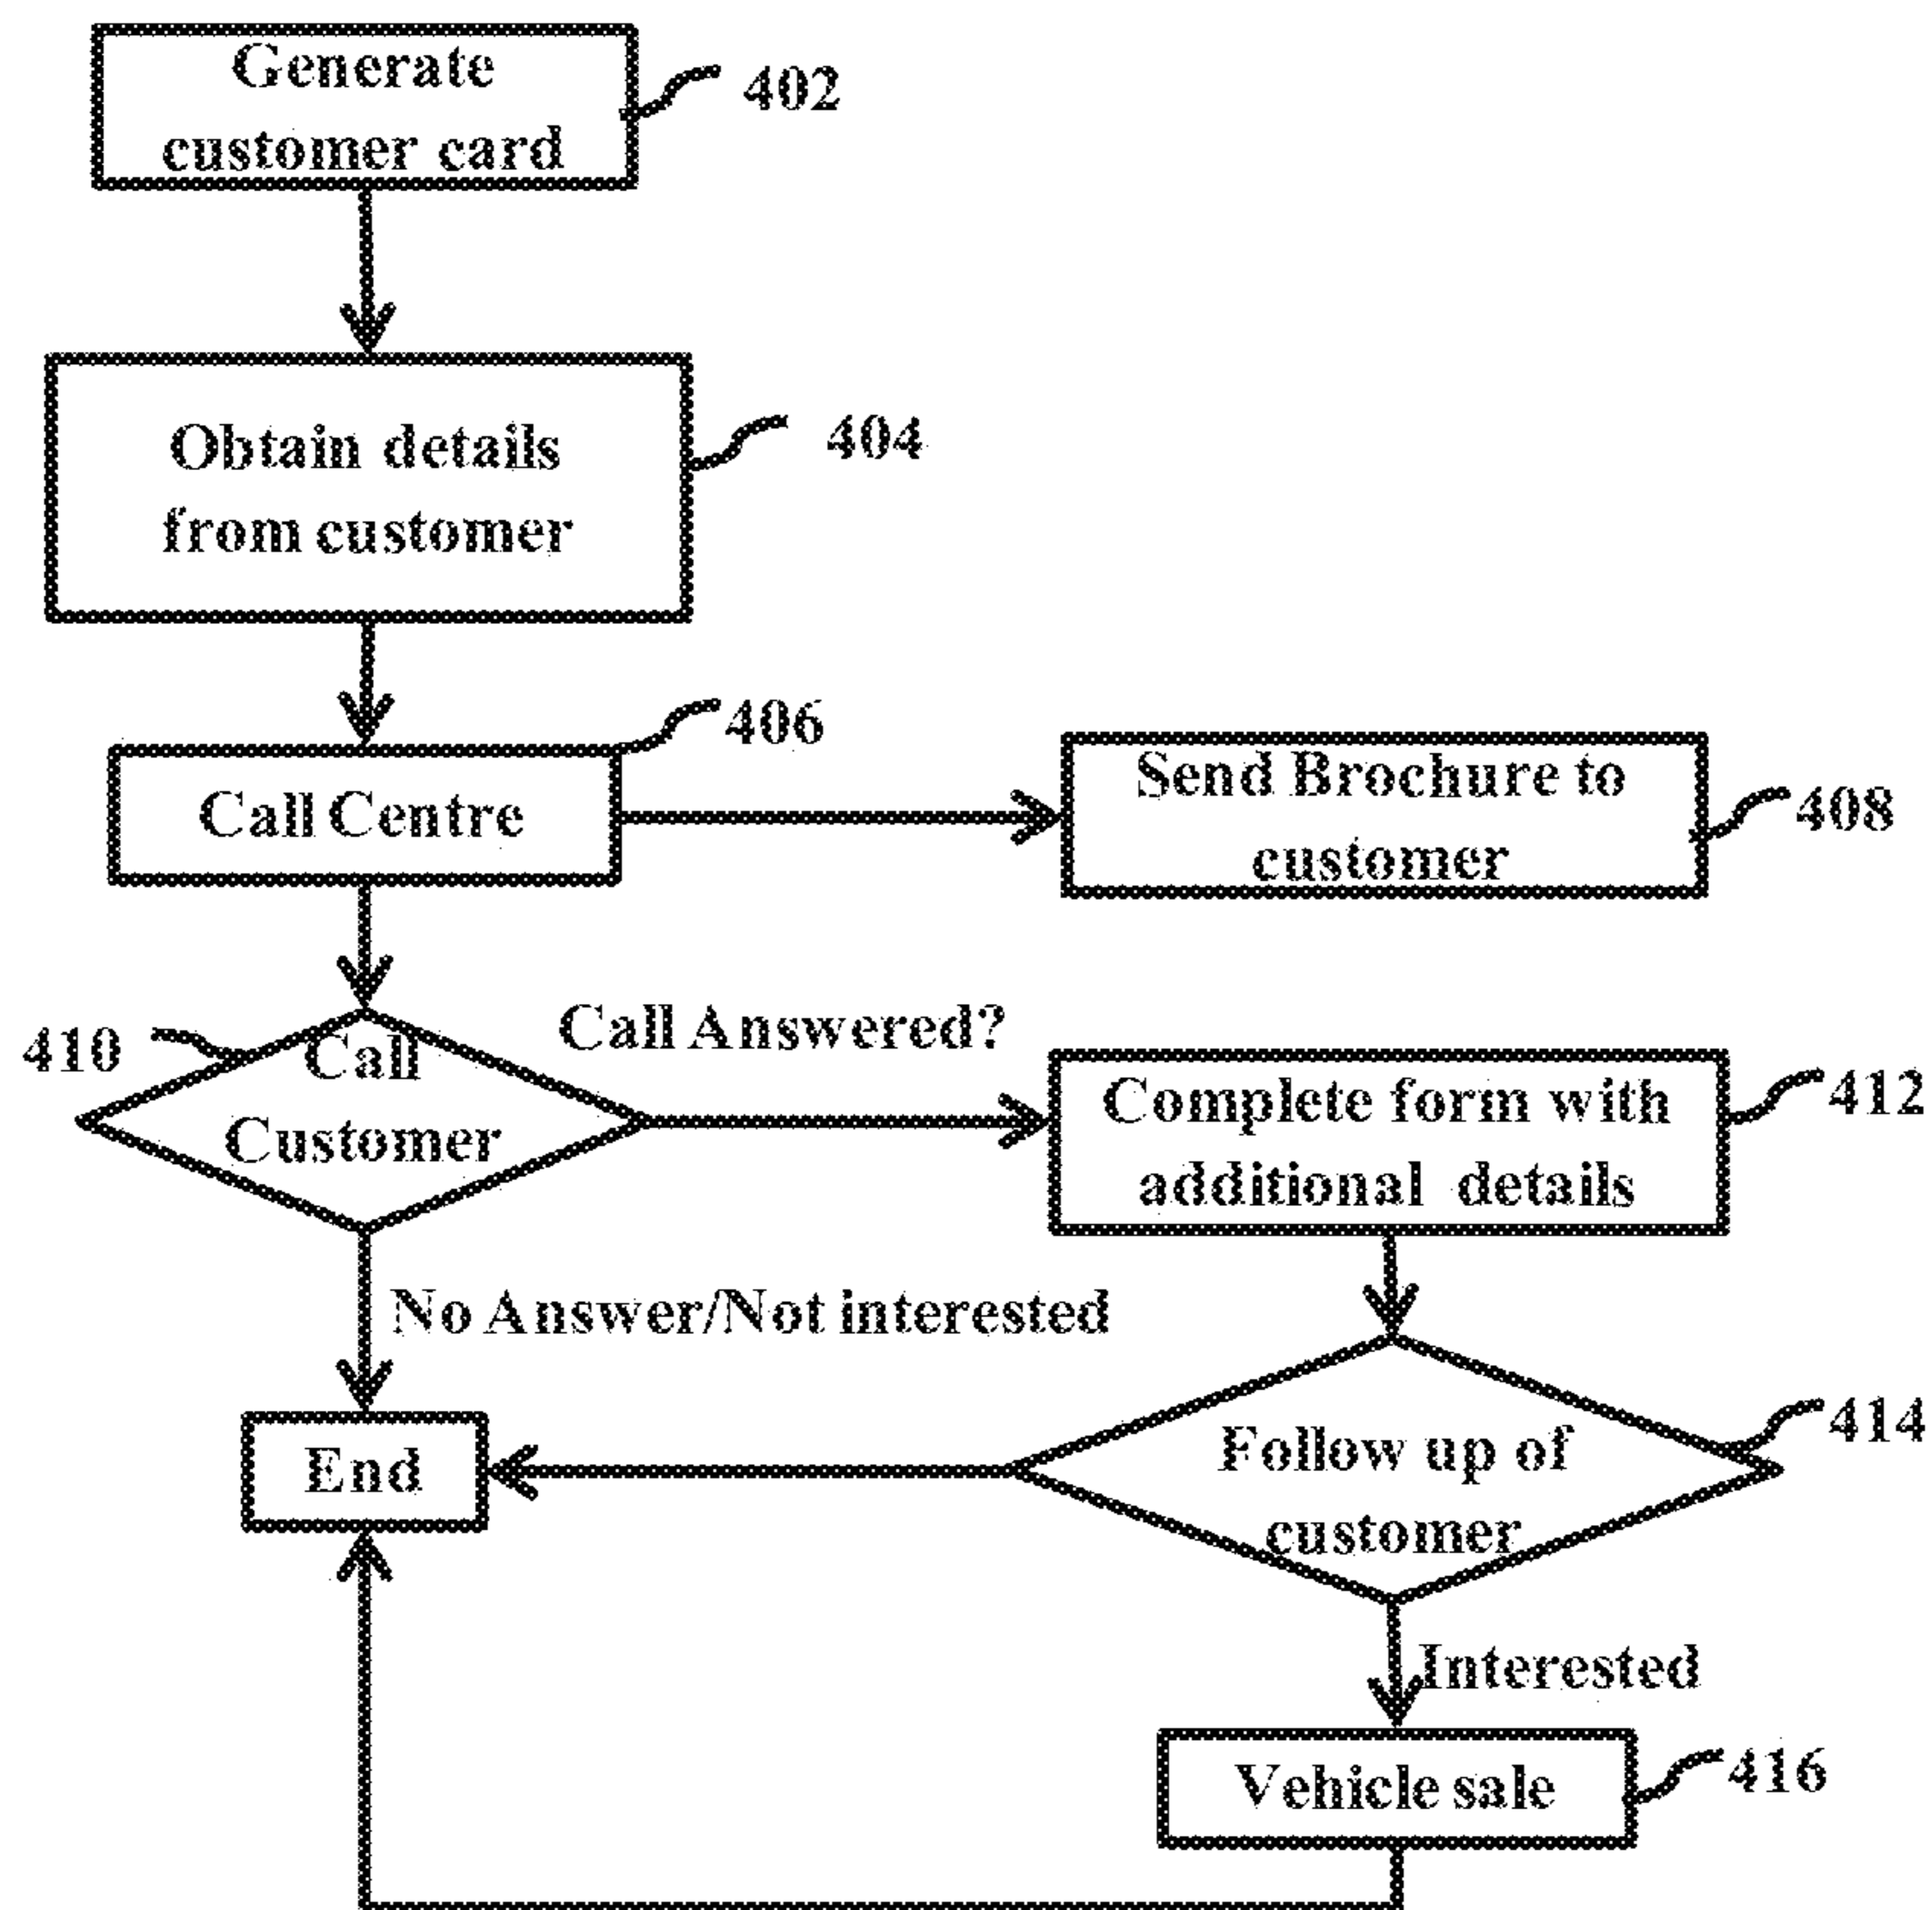 Generate
customer card
402
Obtain details
from customer
404
406
Call Centre
Send Brochure to
customer
408
410
Call
Customer
Call Answered?
Complete form with
additional details
412
No Answer/Not interested
End
Follow up of
customer
414
Interested
Vehicle sale
416